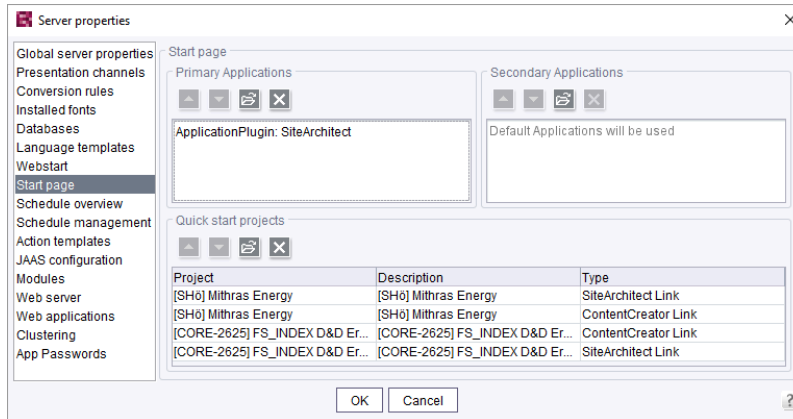 Server properties
Global server properties
Presentation channels
Conversion rules
Installed fonts
Databases
Language templates
Webstart
Start page
Schedule overview
Schedule management
Action templates
JAAS configuration
Modules
Web server
Web applications
Clustering
App Passwords
Start page
Primary Applications
ApplicationPlugin: SiteArchitect
Secondary Applications
Default Applications will be used
Quick start projects
Project Description Type
[SHö] Mithras Energy [SHö] Mithras Energy SiteArchitect Link
[SHö] Mithras Energy [SHö] Mithras Energy ContentCreator Link
[CORE-2625] FS_INDEX D&D Er... [CORE-2625] FS_INDEX D&D Er... ContentCreator Link
[CORE-2625] FS_INDEX D&D Er... [CORE-2625] FS_INDEX D&D Er... SiteArchitect Link
OK Cancel
?